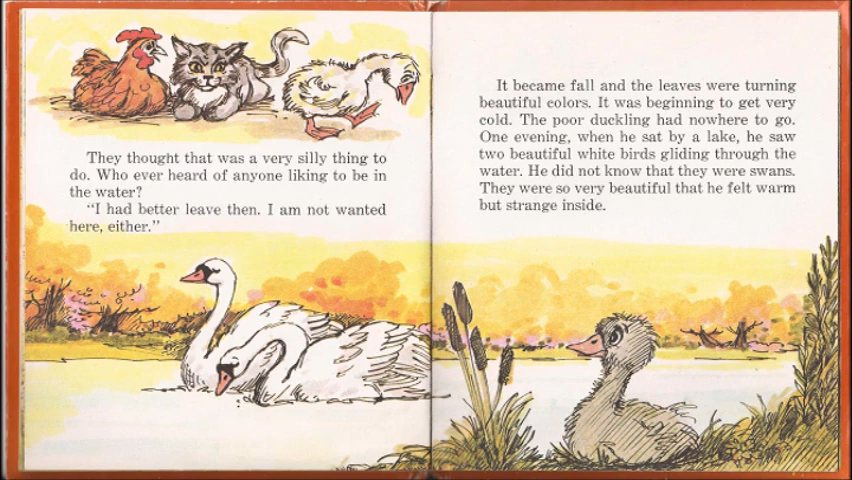 They thought that was a very silly thing to
do. Who ever heard of anyone liking to be in
the water?
"I had better leave then. I am not wanted
here, either."
It became fall and the leaves were turning
beautiful colors. It was beginning to get very
cold. The poor duckling had nowhere to go.
One evening, when he sat by a lake, he saw
two beautiful white birds gliding through the
water. He did not know that they were swans.
They were so very beautiful that he felt warm
but strange inside.